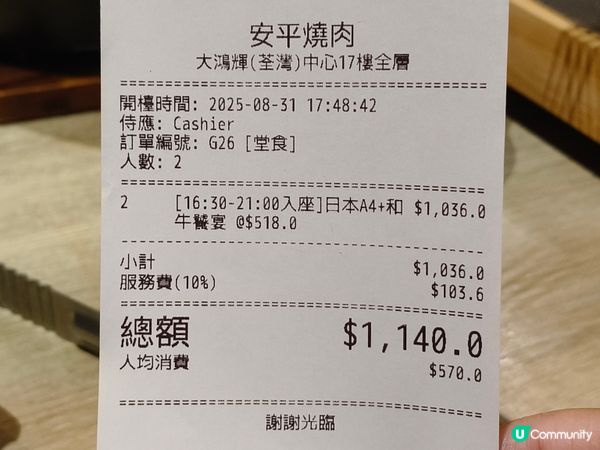 安平燒肉
大鴻輝(荃灣)中心17樓全層
開檯時間: 2025-08-31 17:48:42
侍應: Cashier
訂單編號: G26 [堂食]
人數: 2
2 [16:30-21:00入座]日本A4+和 $1,036.0
牛饗宴 @$518.0
小計 $1,036.0
服務費(10%) $103.6
總額 $1,140.0
人均消費 $570.0
謝謝光臨
U Community